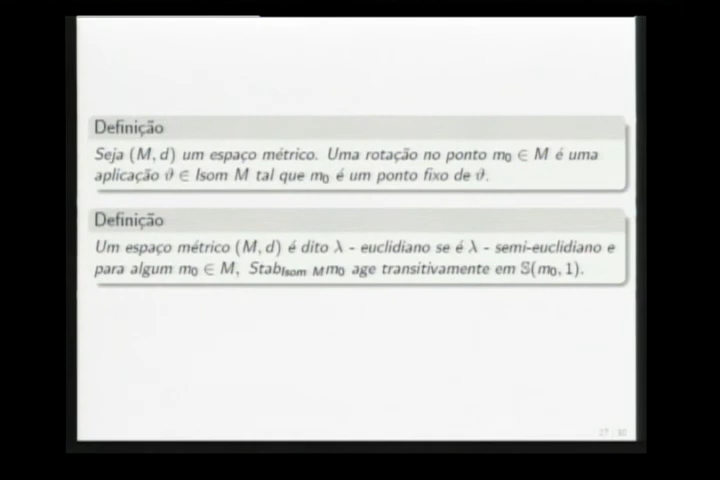 Definição
Seja (M, d) um espaço métrico. Uma rotação no ponto m₀ ∈ M é uma
aplicação ϑ ∈ Isom M tal que m₀ é um ponto fixo de ϑ.
Definição
Um espaço métrico (M, d) é dito λ - euclidiano se é λ - semi-euclidiano e
para algum m₀ ∈ M, Stab_Isom M m₀ age transitivamente em 𝕊(m₀, 1).